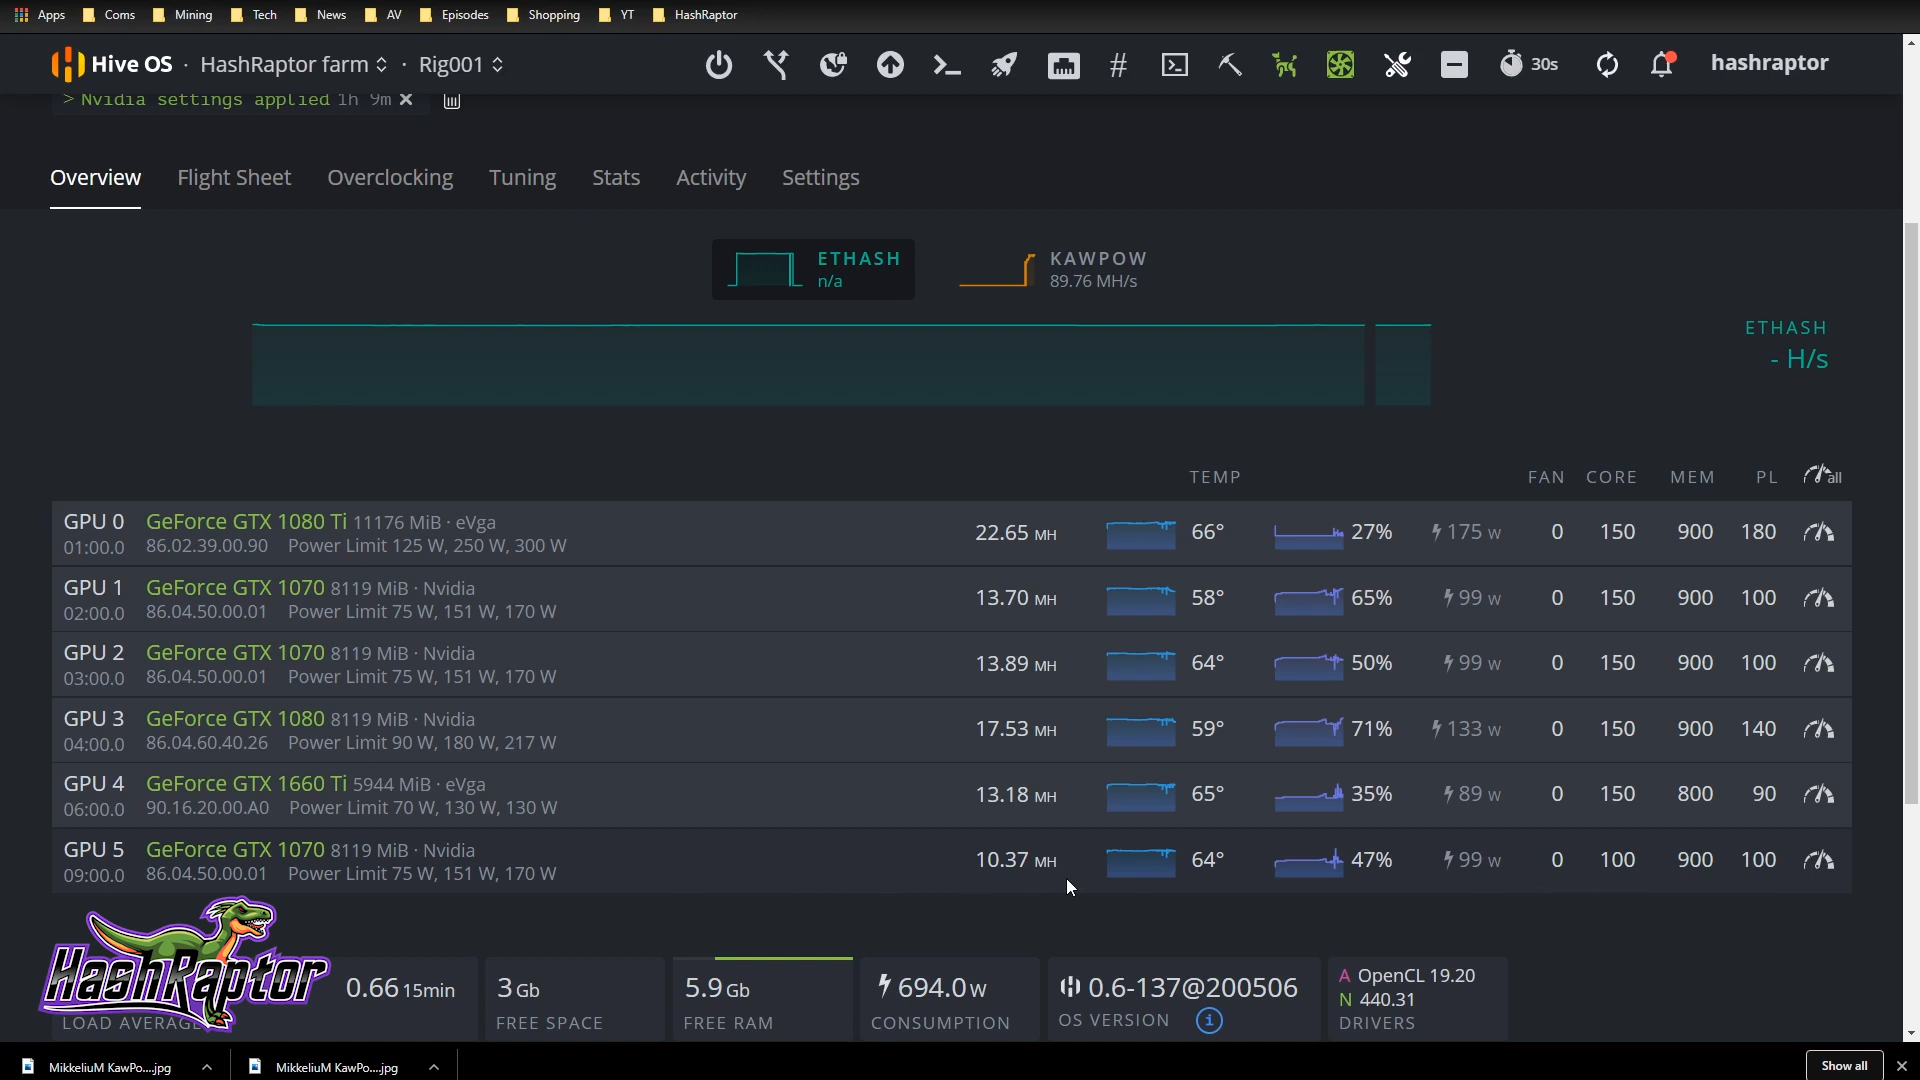 Apps Coms Mining Tech News AV Episodes Shopping YT HashRaptor
Hive OS · HashRaptor farm · Rig001 # 30s hashraptor
> Nvidia settings applied 1h 9m
Overview Flight Sheet Overclocking Tuning Stats Activity Settings
ETHASH
n/a
KAWPOW
89.76 MH/s
ETHASH
- H/s
TEMP FAN CORE MEM PL all
GPU 0 GeForce GTX 1080 Ti 11176 MiB · eVga 22.65 MH 66° 27% 175 W 0 150 900 180
01:00.0 86.02.39.00.90 Power Limit 125 W, 250 W, 300 W
GPU 1 GeForce GTX 1070 8119 MiB · Nvidia 13.70 MH 58° 65% 99 W 0 150 900 100
02:00.0 86.04.50.00.01 Power Limit 75 W, 151 W, 170 W
GPU 2 GeForce GTX 1070 8119 MiB · Nvidia 13.89 MH 64° 50% 99 W 0 150 900 100
03:00.0 86.04.50.00.01 Power Limit 75 W, 151 W, 170 W
GPU 3 GeForce GTX 1080 8119 MiB · Nvidia 17.53 MH 59° 71% 133 W 0 150 900 140
04:00.0 86.04.60.40.26 Power Limit 90 W, 180 W, 217 W
GPU 4 GeForce GTX 1660 Ti 5944 MiB · eVga 13.18 MH 65° 35% 89 W 0 150 800 90
06:00.0 90.16.20.00.A0 Power Limit 70 W, 130 W, 130 W
GPU 5 GeForce GTX 1070 8119 MiB · Nvidia 10.37 MH 64° 47% 99 W 0 100 900 100
09:00.0 86.04.50.00.01 Power Limit 75 W, 151 W, 170 W
HashRaptor
0.66 15min
LOAD AVERAGE
3 Gb
FREE SPACE
5.9 Gb
FREE RAM
694.0 W
CONSUMPTION
0.6-137@200506
OS VERSION i
A OpenCL 19.20
N 440.31
DRIVERS
MikkeliuM KawPo....jpg MikkeliuM KawPo....jpg Show all